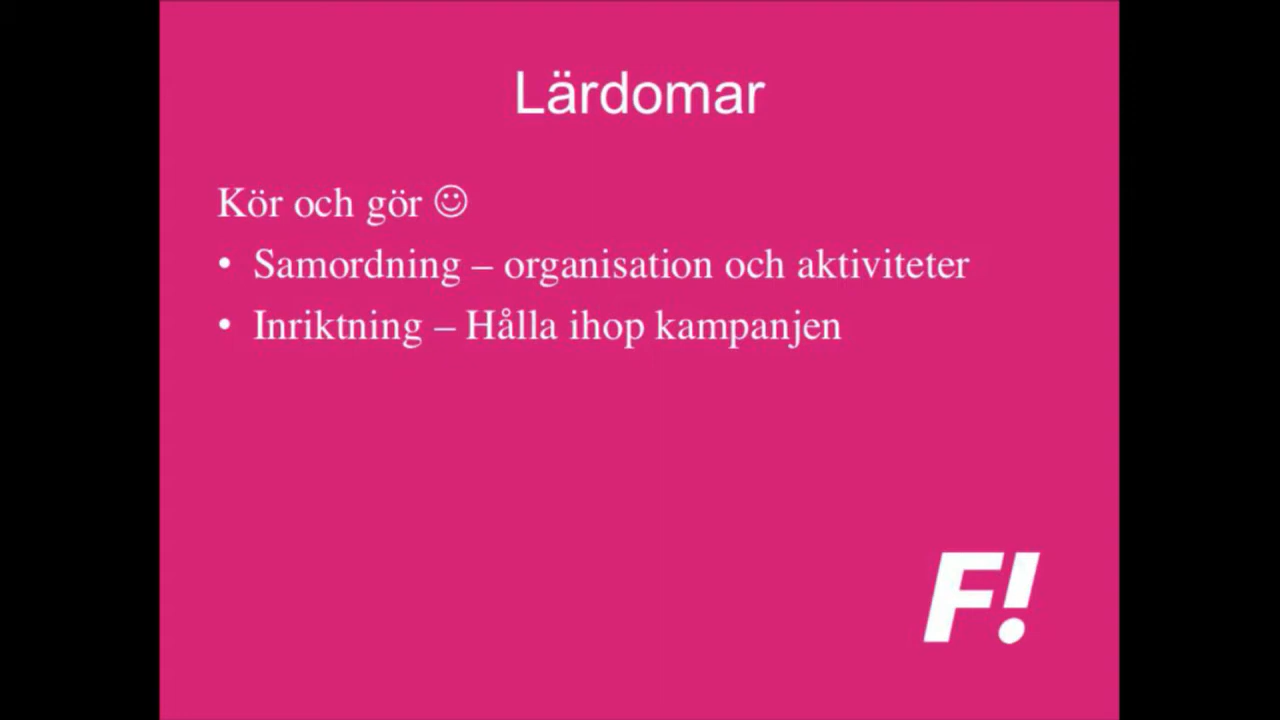 Lärdomar
Kör och gör ☺
• Samordning – organisation och aktiviteter
• Inriktning – Hålla ihop kampanjen
F!